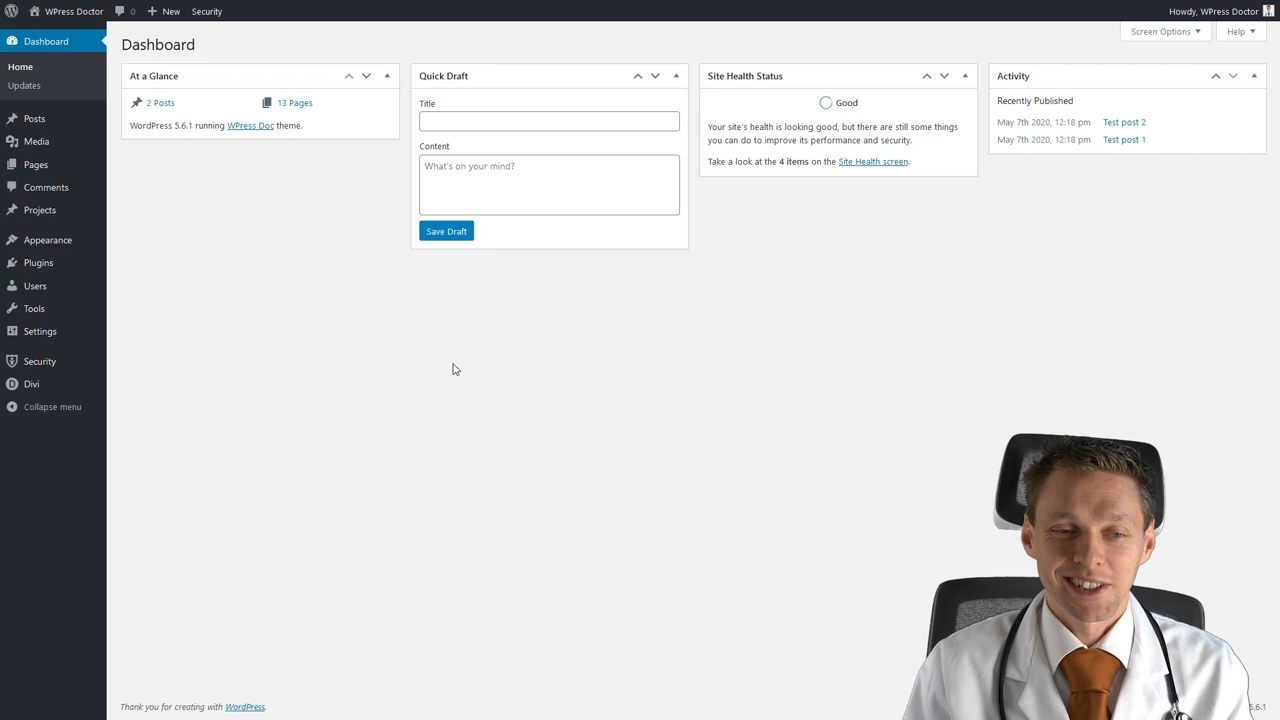 WPress Doctor 0 New Security
Howdy, WPress Doctor
Screen Options Help
Dashboard
Home
Updates
Posts
Media
Pages
Comments
Projects
Appearance
Plugins
Users
Tools
Settings
Security
Divi
Collapse menu
Dashboard
At a Glance
2 Posts 13 Pages
WordPress 5.6.1 running WPress Doc theme.
Quick Draft
Title
Content
What's on your mind?
Save Draft
Site Health Status
Good
Your site's health is looking good, but there are still some things
you can do to improve its performance and security.
Take a look at the 4 items on the Site Health screen.
Activity
Recently Published
May 7th 2020, 12:18 pm Test post 2
May 7th 2020, 12:18 pm Test post 1
Thank you for creating with WordPress.
5.6.1